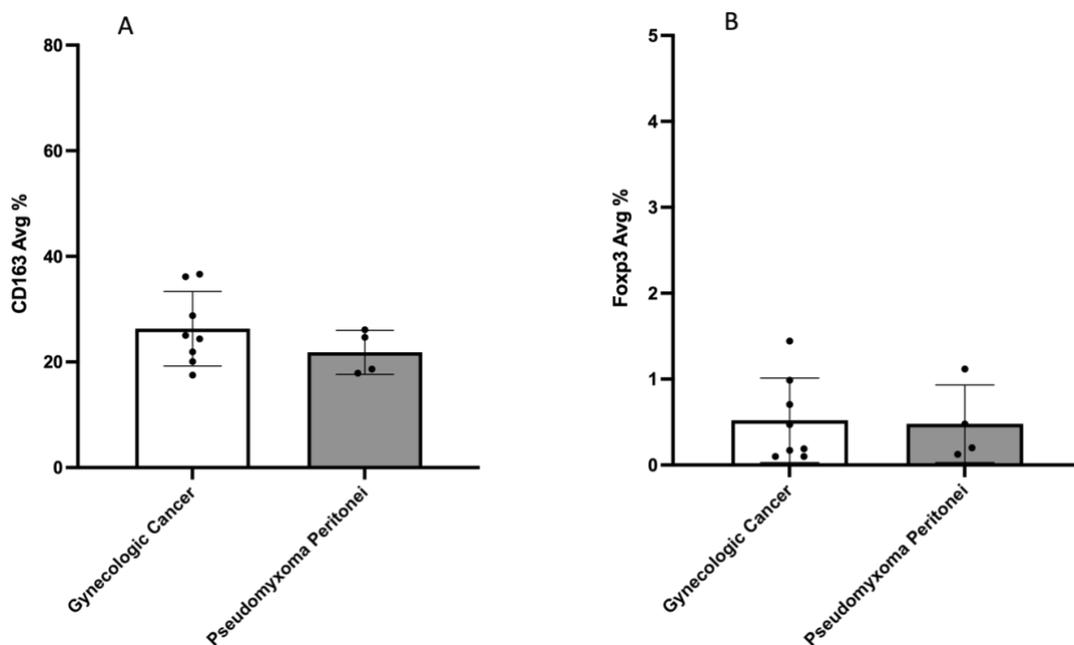 A
80
60
40
20
0
CD163 Avg %
Gynecologic Cancer
Pseudomyxoma Peritonei
B
5
4
3
2
1
0
Foxp3 Avg %
Gynecologic Cancer
Pseudomyxoma Peritonei